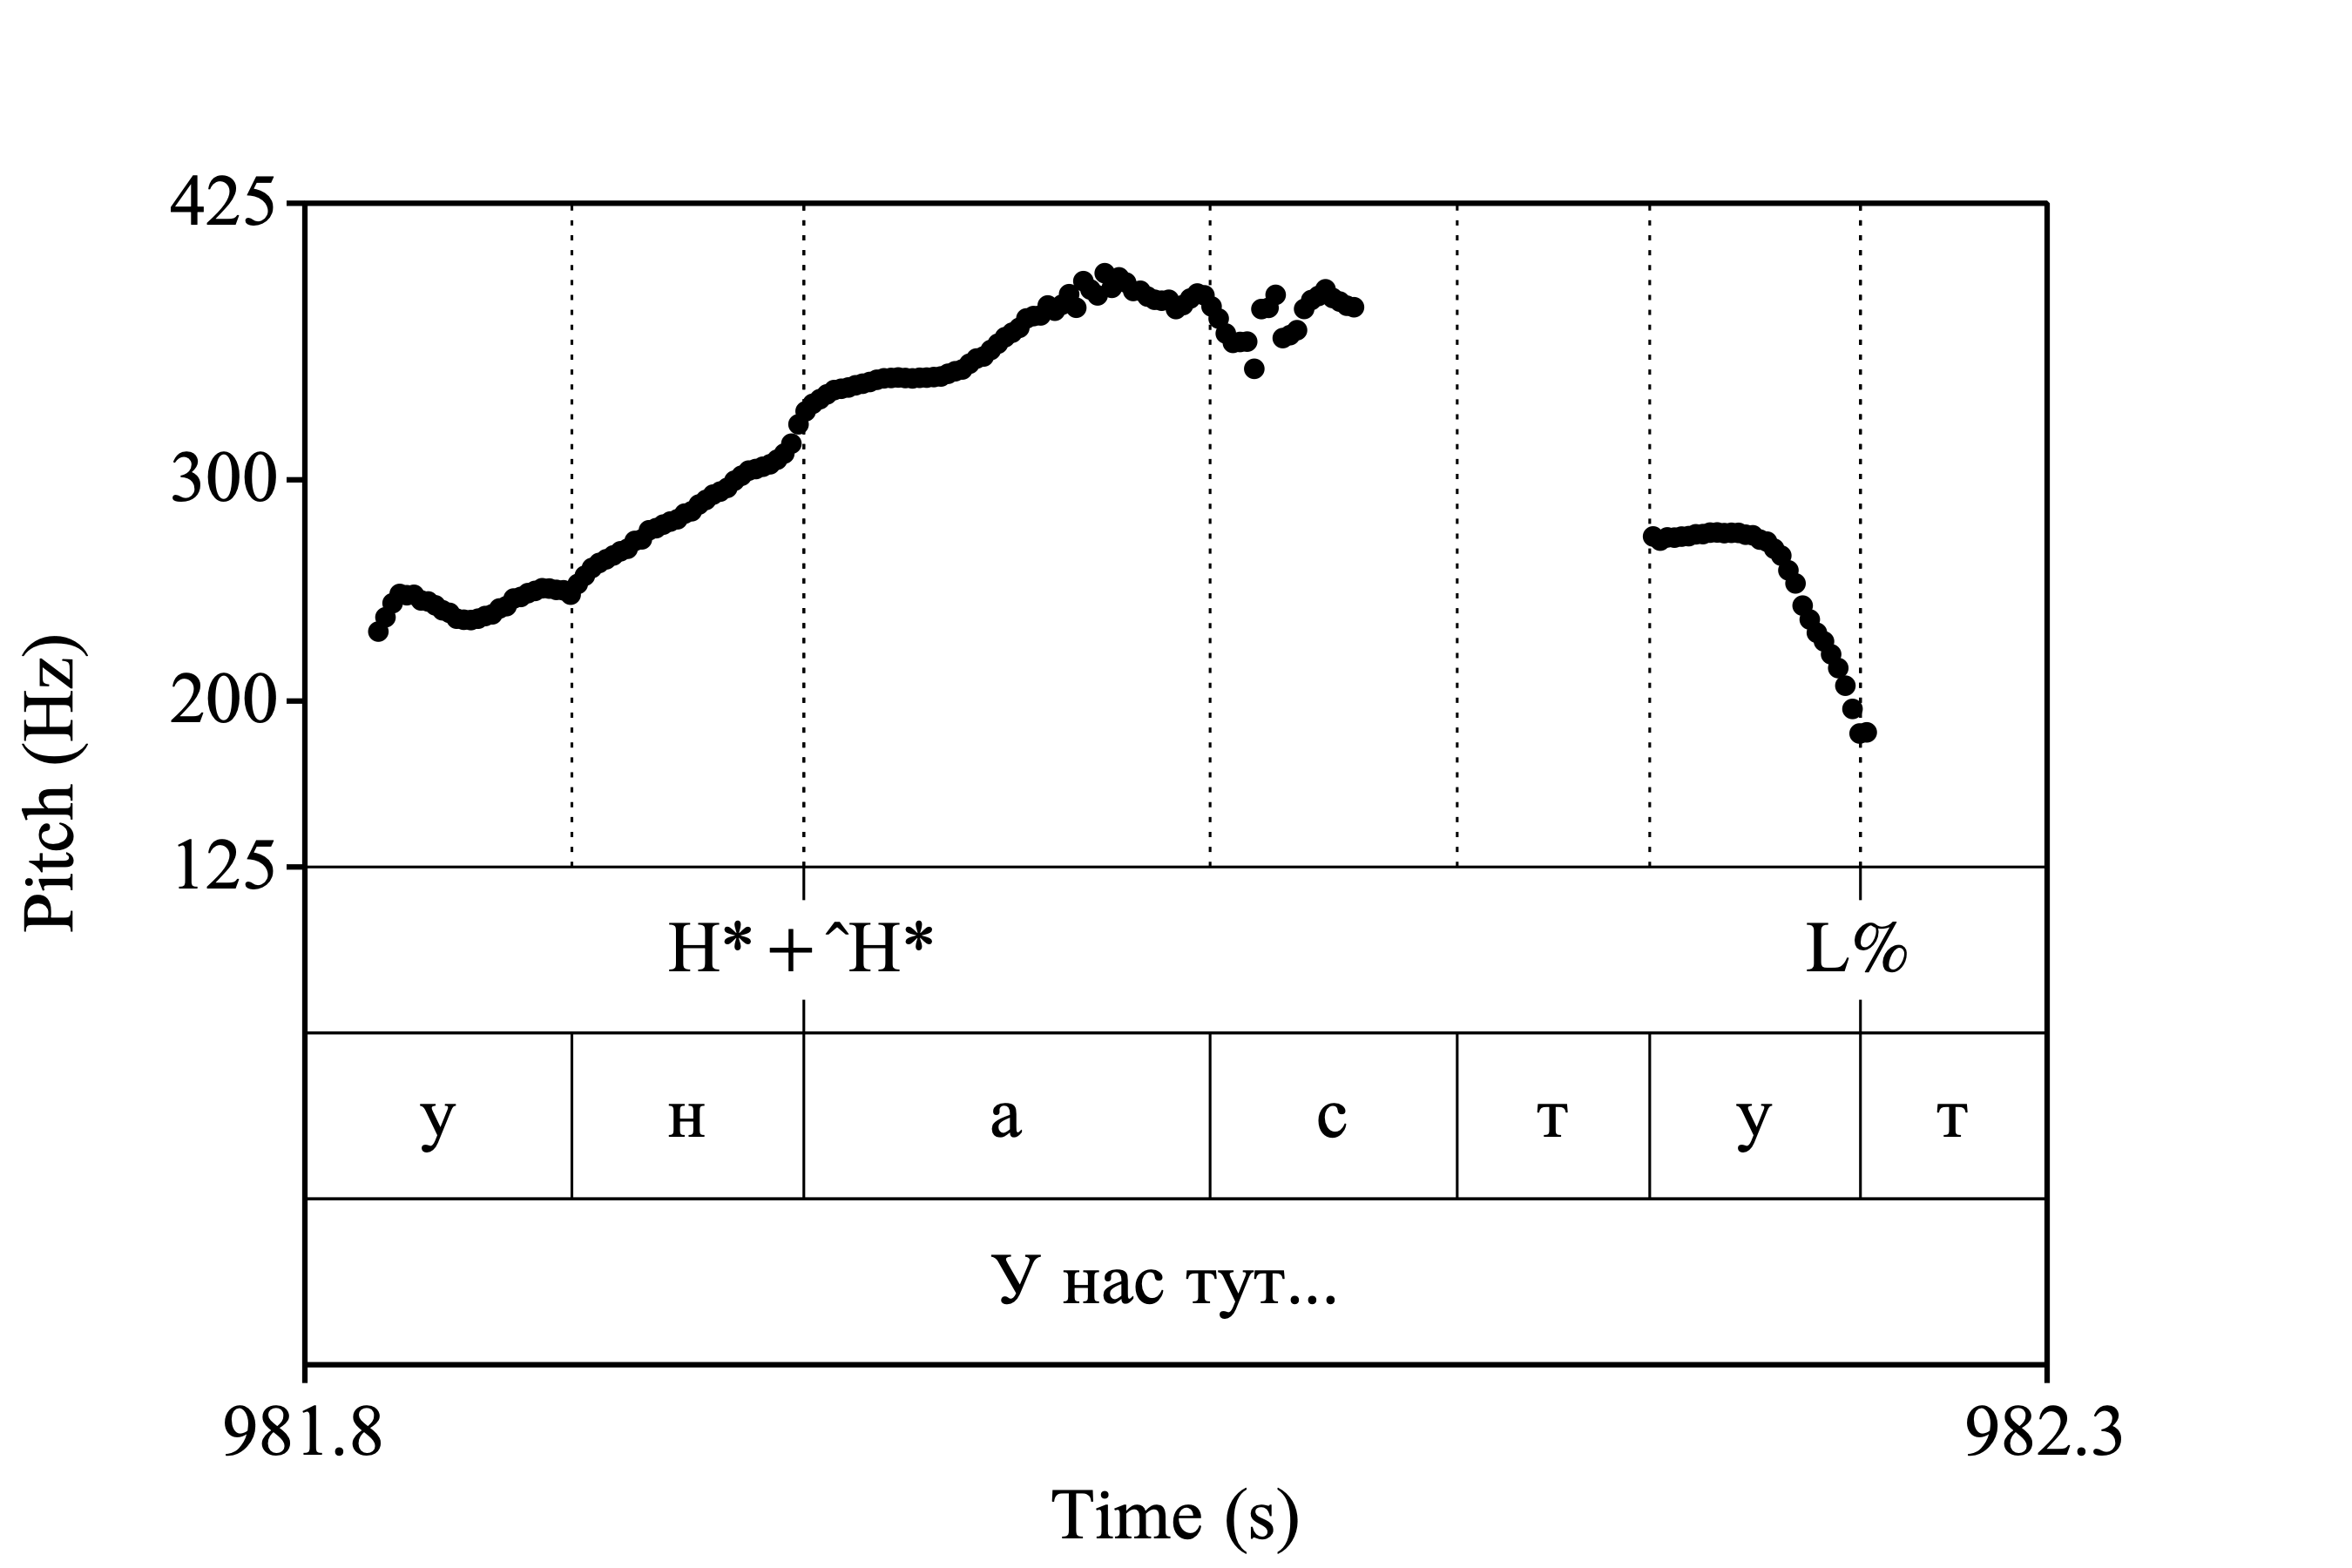 425
300
200
125
Pitch (Hz)
H* + ^H* L%
у н а с т у т
У нас тут...
981.8 982.3
Time (s)